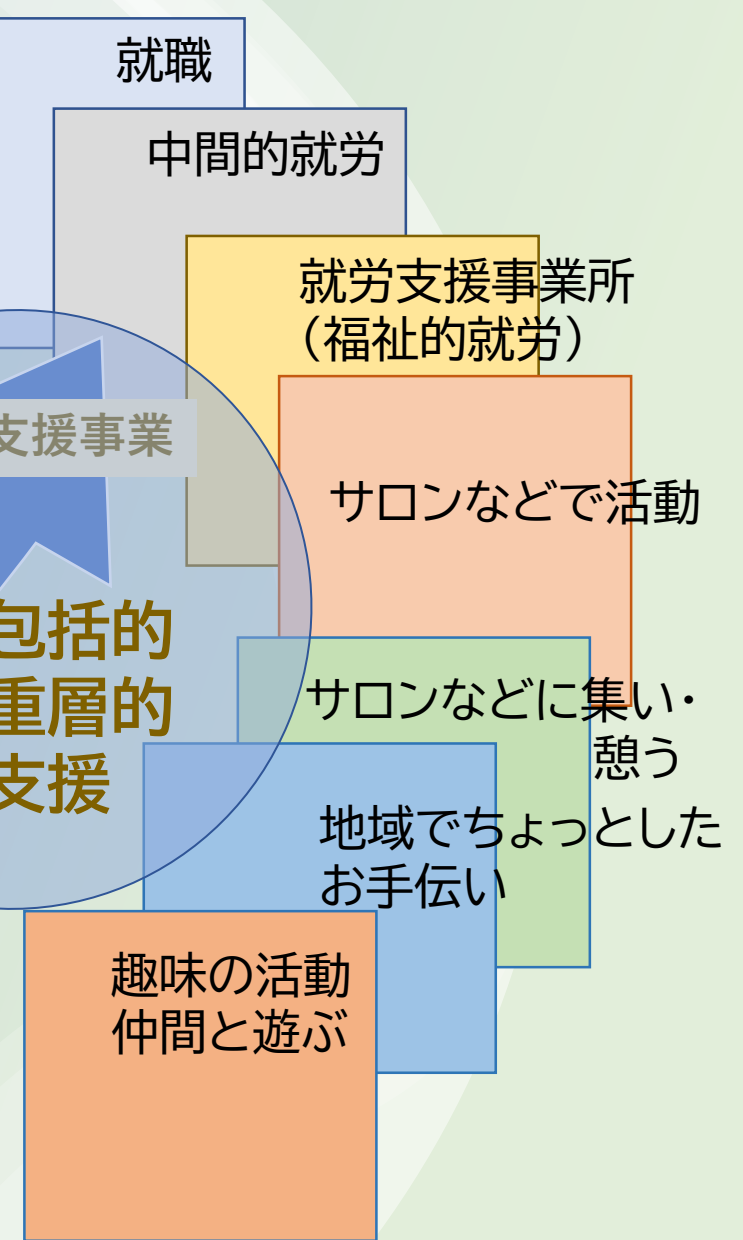 就職
中間的就労
就労支援事業所
（福祉的就労）
支援事業
サロンなどで活動
包括的
重層的
支援
サロンなどに集い・
憩う
地域でちょっとした
お手伝い
趣味の活動
仲間と遊ぶ